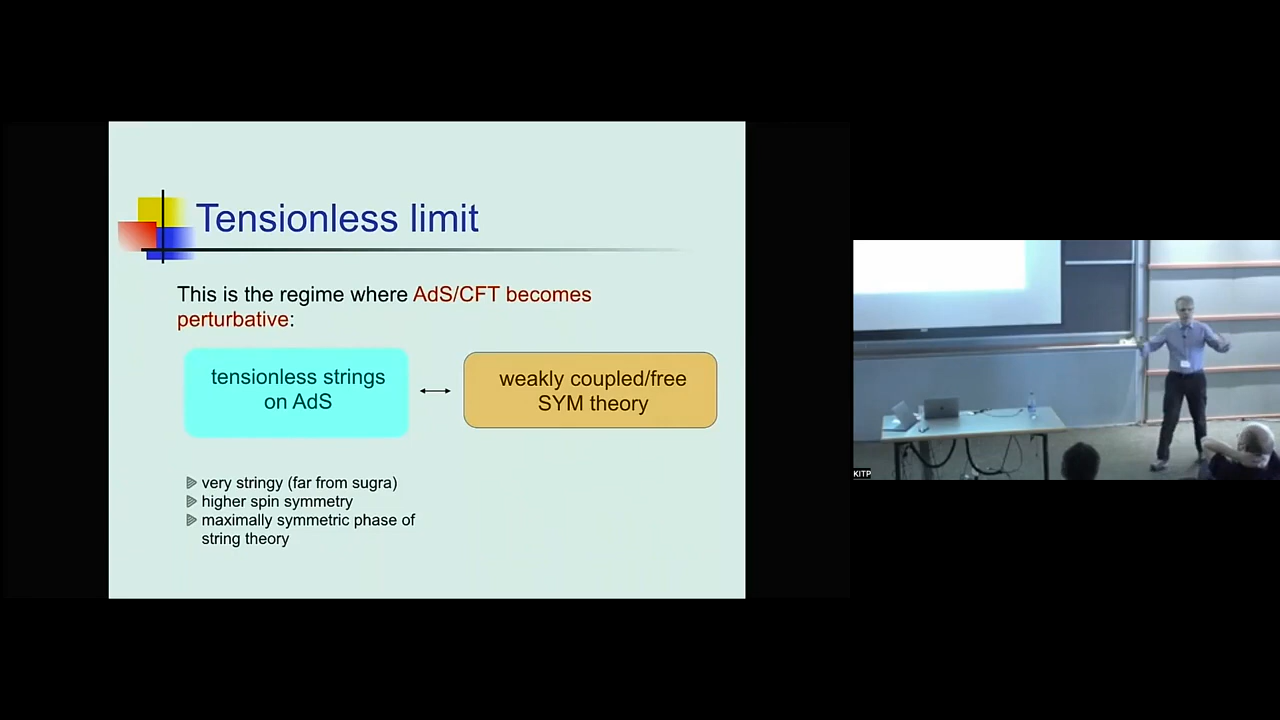 Tensionless limit
This is the regime where AdS/CFT becomes
perturbative:
tensionless strings
on AdS
weakly coupled/free
SYM theory
very stringy (far from sugra)
higher spin symmetry
maximally symmetric phase of
string theory
KITP